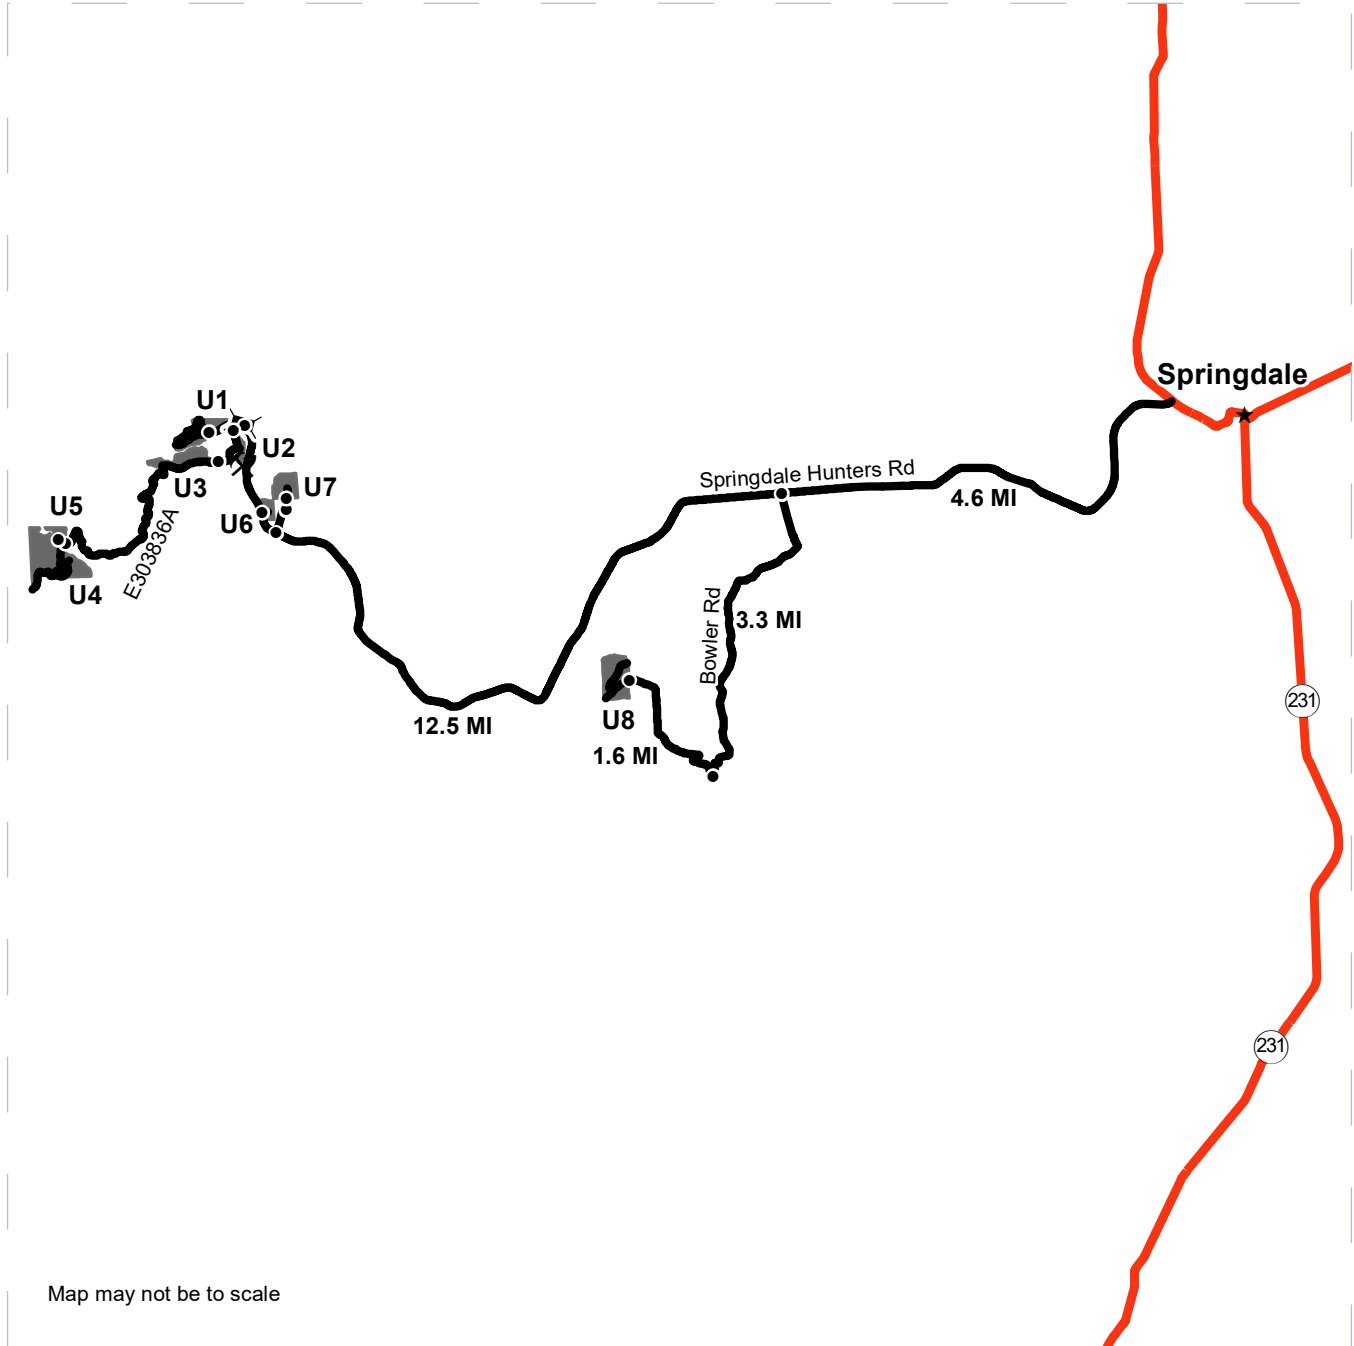 Springdale
U1
U2
Springdale Hunters Rd
U3
U7
4.6 MI
U5
U6
E303836A
U4
Bowler Rd
3.3 MI
231
U8
12.5 MI
1.6 MI
231
Map may not be to scale